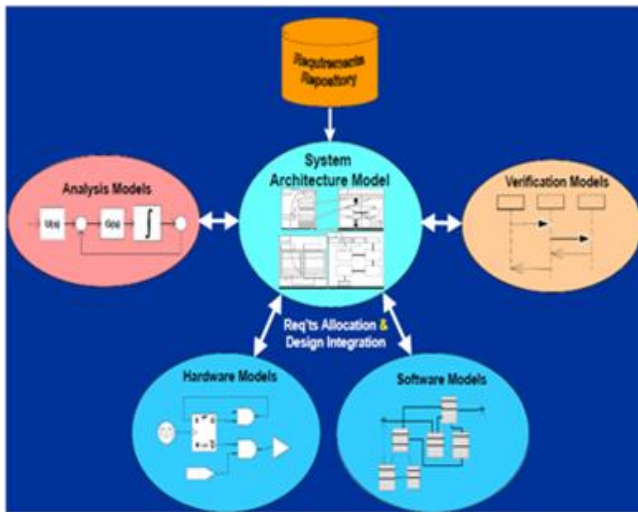 Requirements
Repository
System
Architecture Model
Analysis Models
U(s)
G(s)
∫
Verification Models
Req'ts Allocation &
Design Integration
Hardware Models
Software Models